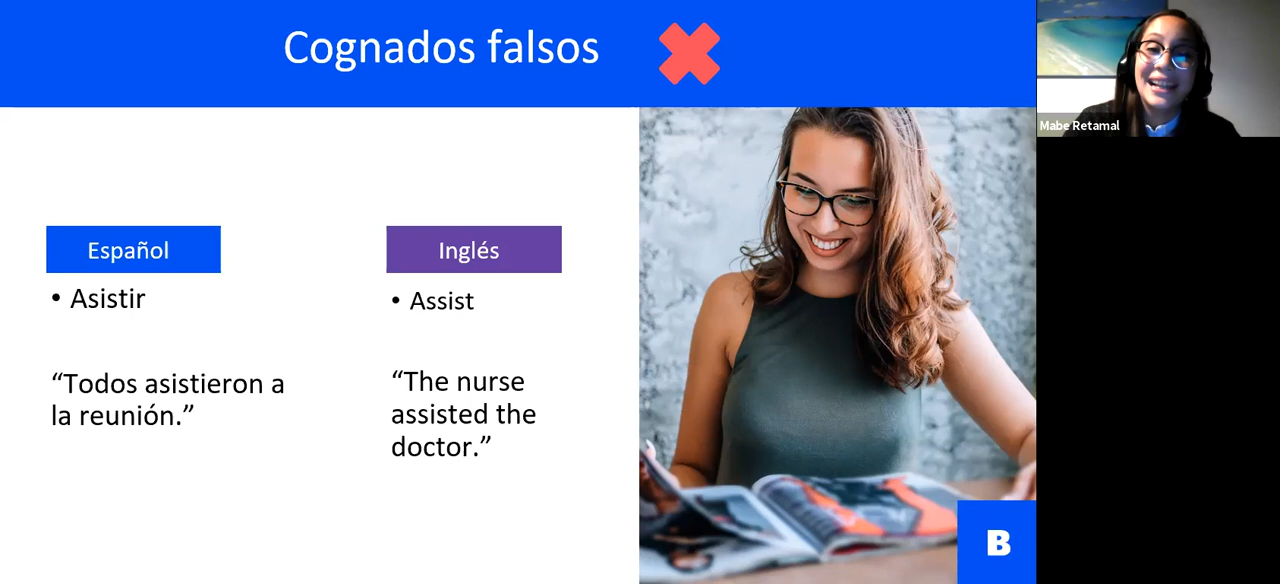 Cognados falsos
Mabe Retamal
Español
• Asistir
“Todos asistieron a
la reunión.”
Inglés
• Assist
“The nurse
assisted the
doctor.”
B